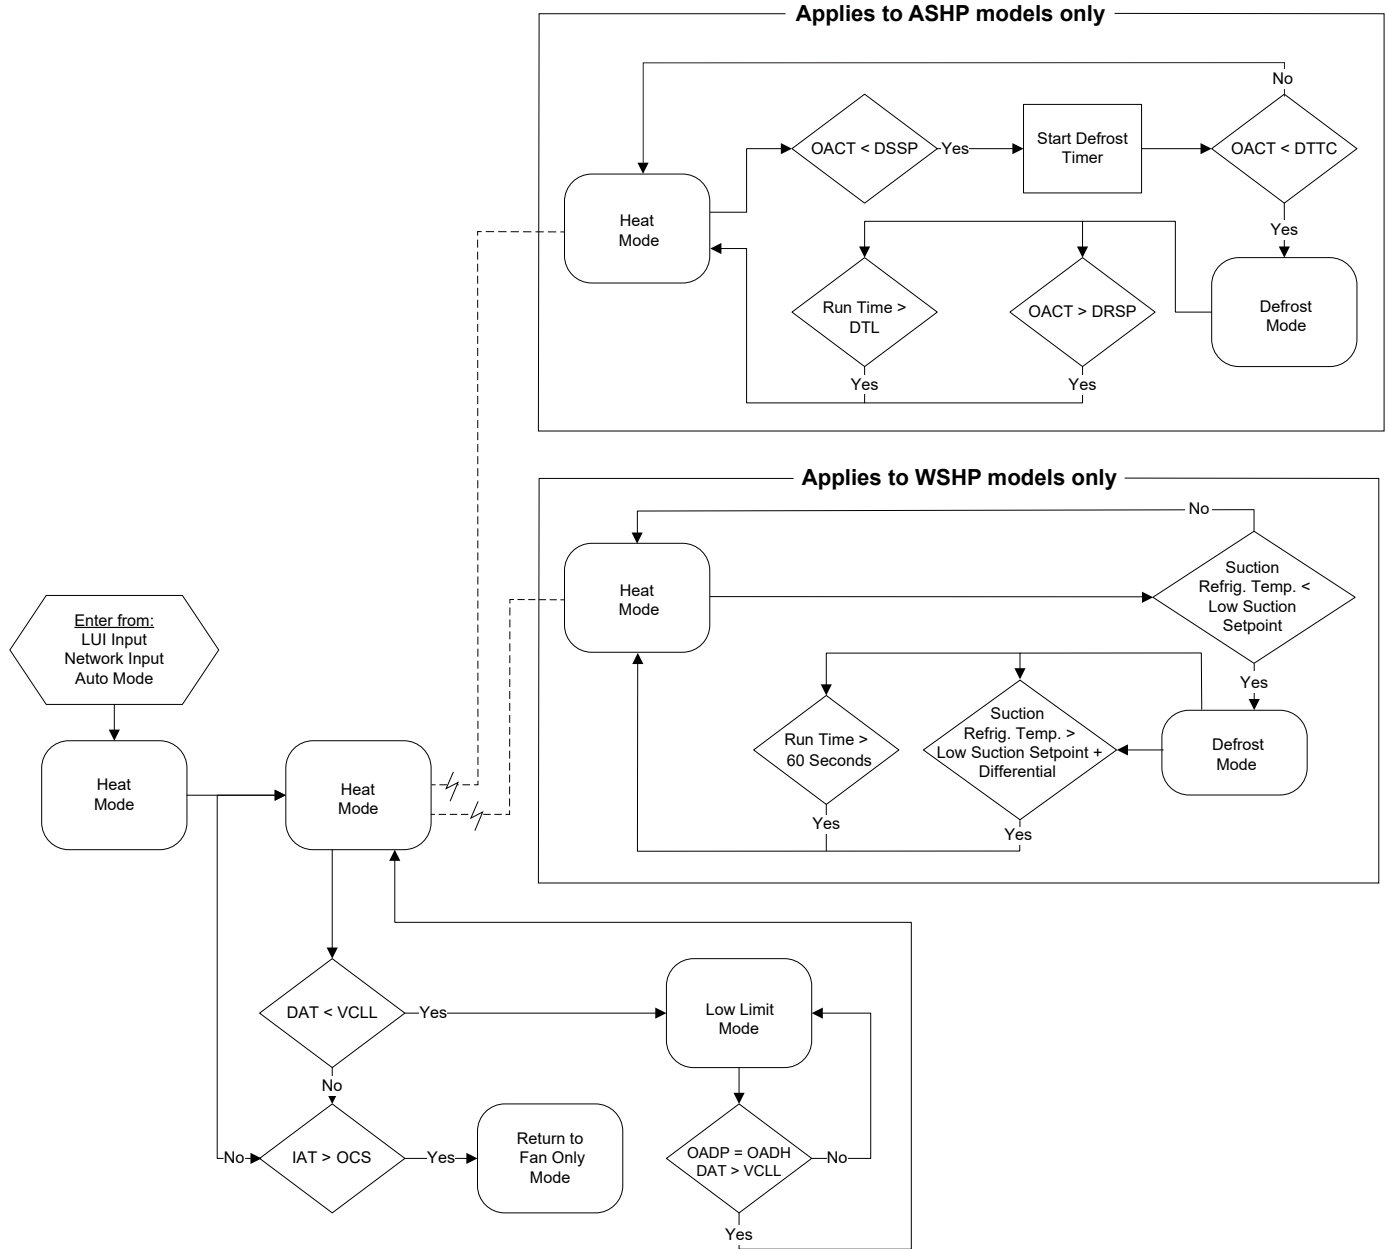 Applies to ASHP models only
No
OACT < DSSP
Yes
Start Defrost
Timer
OACT < DTTC
Heat
Mode
Yes
Run Time >
DTL
OACT > DRSP
Defrost
Mode
Yes
Yes
Applies to WSHP models only
No
Heat
Mode
Suction
Refrig. Temp. <
Low Suction
Setpoint
Yes
Run Time >
60 Seconds
Suction
Refrig. Temp. >
Low Suction Setpoint +
Differential
Defrost
Mode
Yes
Yes
Enter from:
LUI Input
Network Input
Auto Mode
Heat
Mode
Heat
Mode
DAT < VCLL
Yes
Low Limit
Mode
No
No
IAT > OCS
Yes
Return to
Fan Only
Mode
OADP = OADH
DAT > VCLL
No
Yes